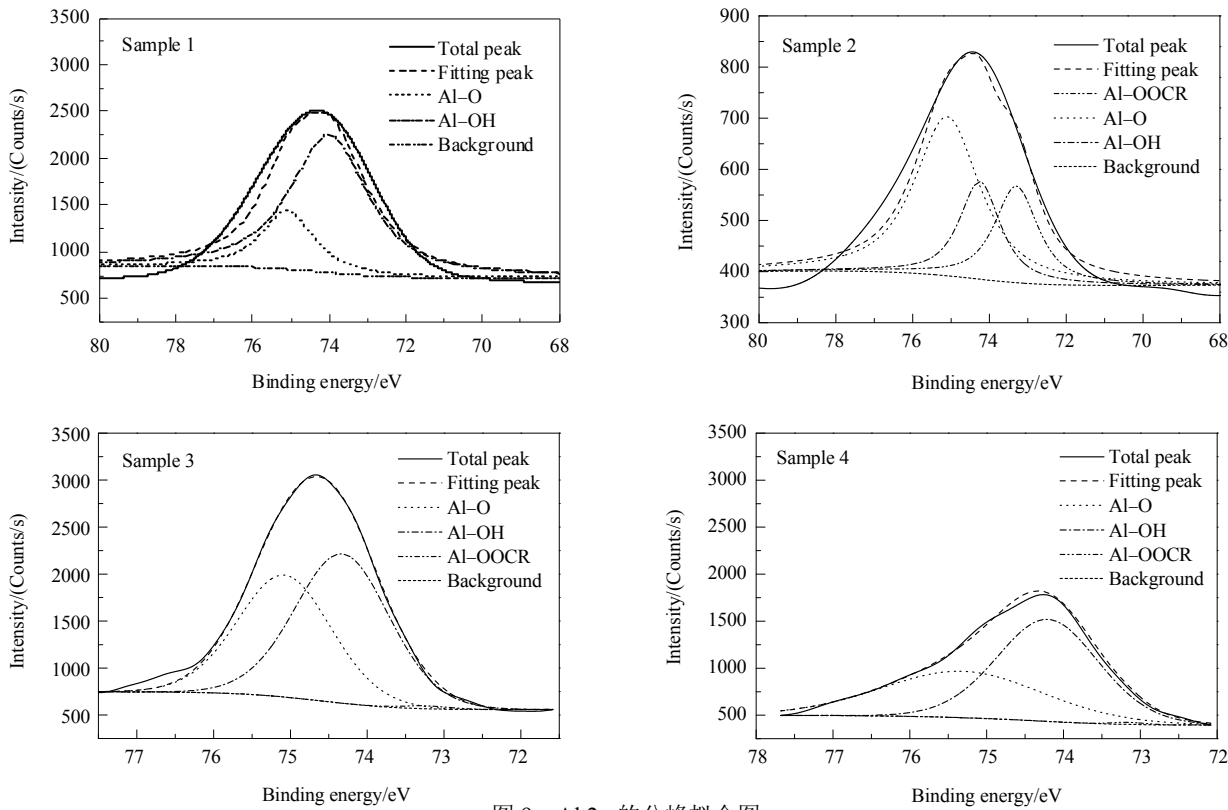 Sample 1
Total peak
Fitting peak
Al–O
Al–OH
Background
Intensity/(Counts/s)
3500
3000
2500
2000
1500
1000
500
80 78 76 74 72 70 68
Binding energy/eV
Sample 2
Total peak
Fitting peak
Al–OOCR
Al–O
Al–OH
Background
Intensity/(Counts/s)
900
800
700
600
500
400
300
80 78 76 74 72 70 68
Binding energy/eV
Sample 3
Total peak
Fitting peak
Al–O
Al–OH
Al–OOCR
Background
Intensity/(Counts/s)
3500
3000
2500
2000
1500
1000
500
77 76 75 74 73 72
Binding energy/eV
Sample 4
Total peak
Fitting peak
Al–O
Al–OH
Al–OOCR
Background
Intensity/(Counts/s)
3500
3000
2500
2000
1500
1000
500
78 77 76 75 74 73 72
Binding energy/eV